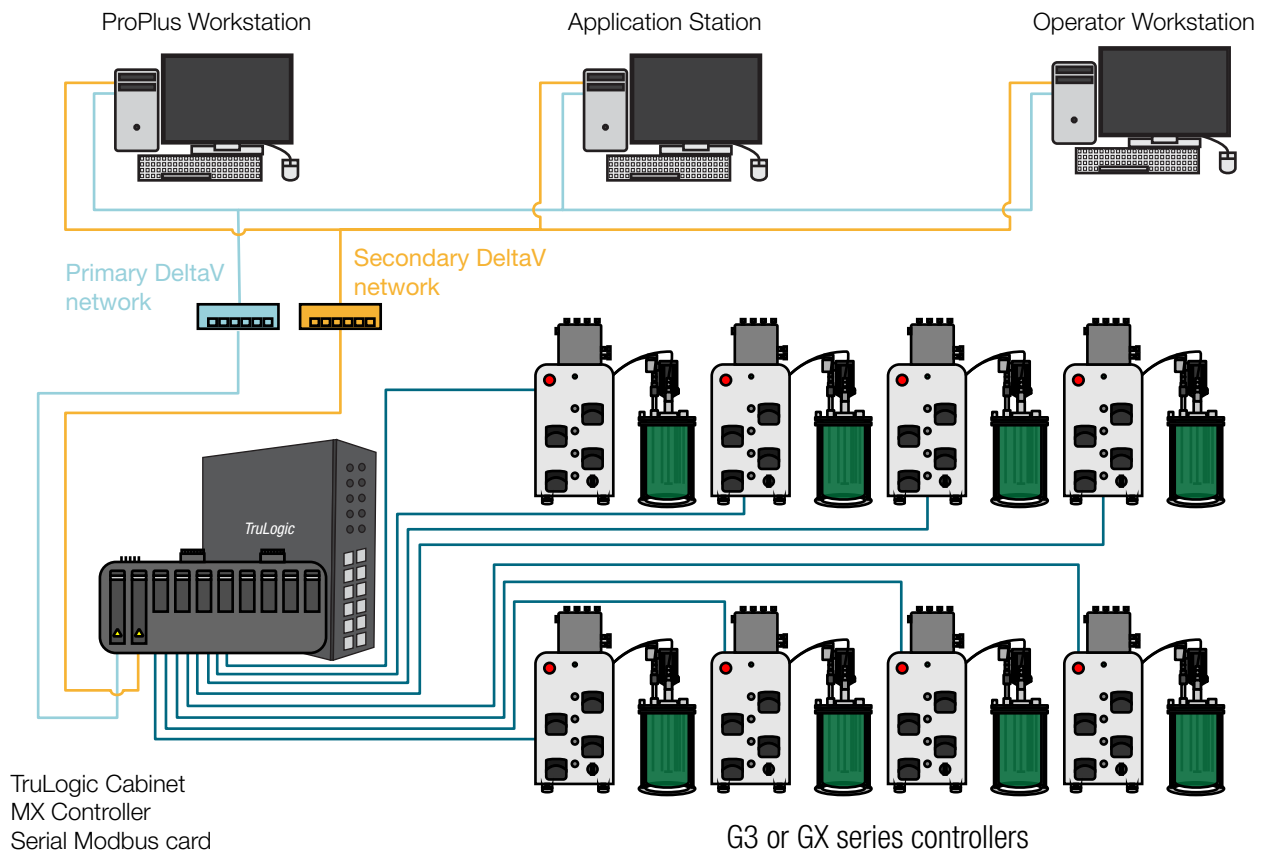 ProPlus Workstation
Application Station
Operator Workstation
Primary DeltaV
network
Secondary DeltaV
network
TruLogic
TruLogic Cabinet
MX Controller
Serial Modbus card
G3 or GX series controllers